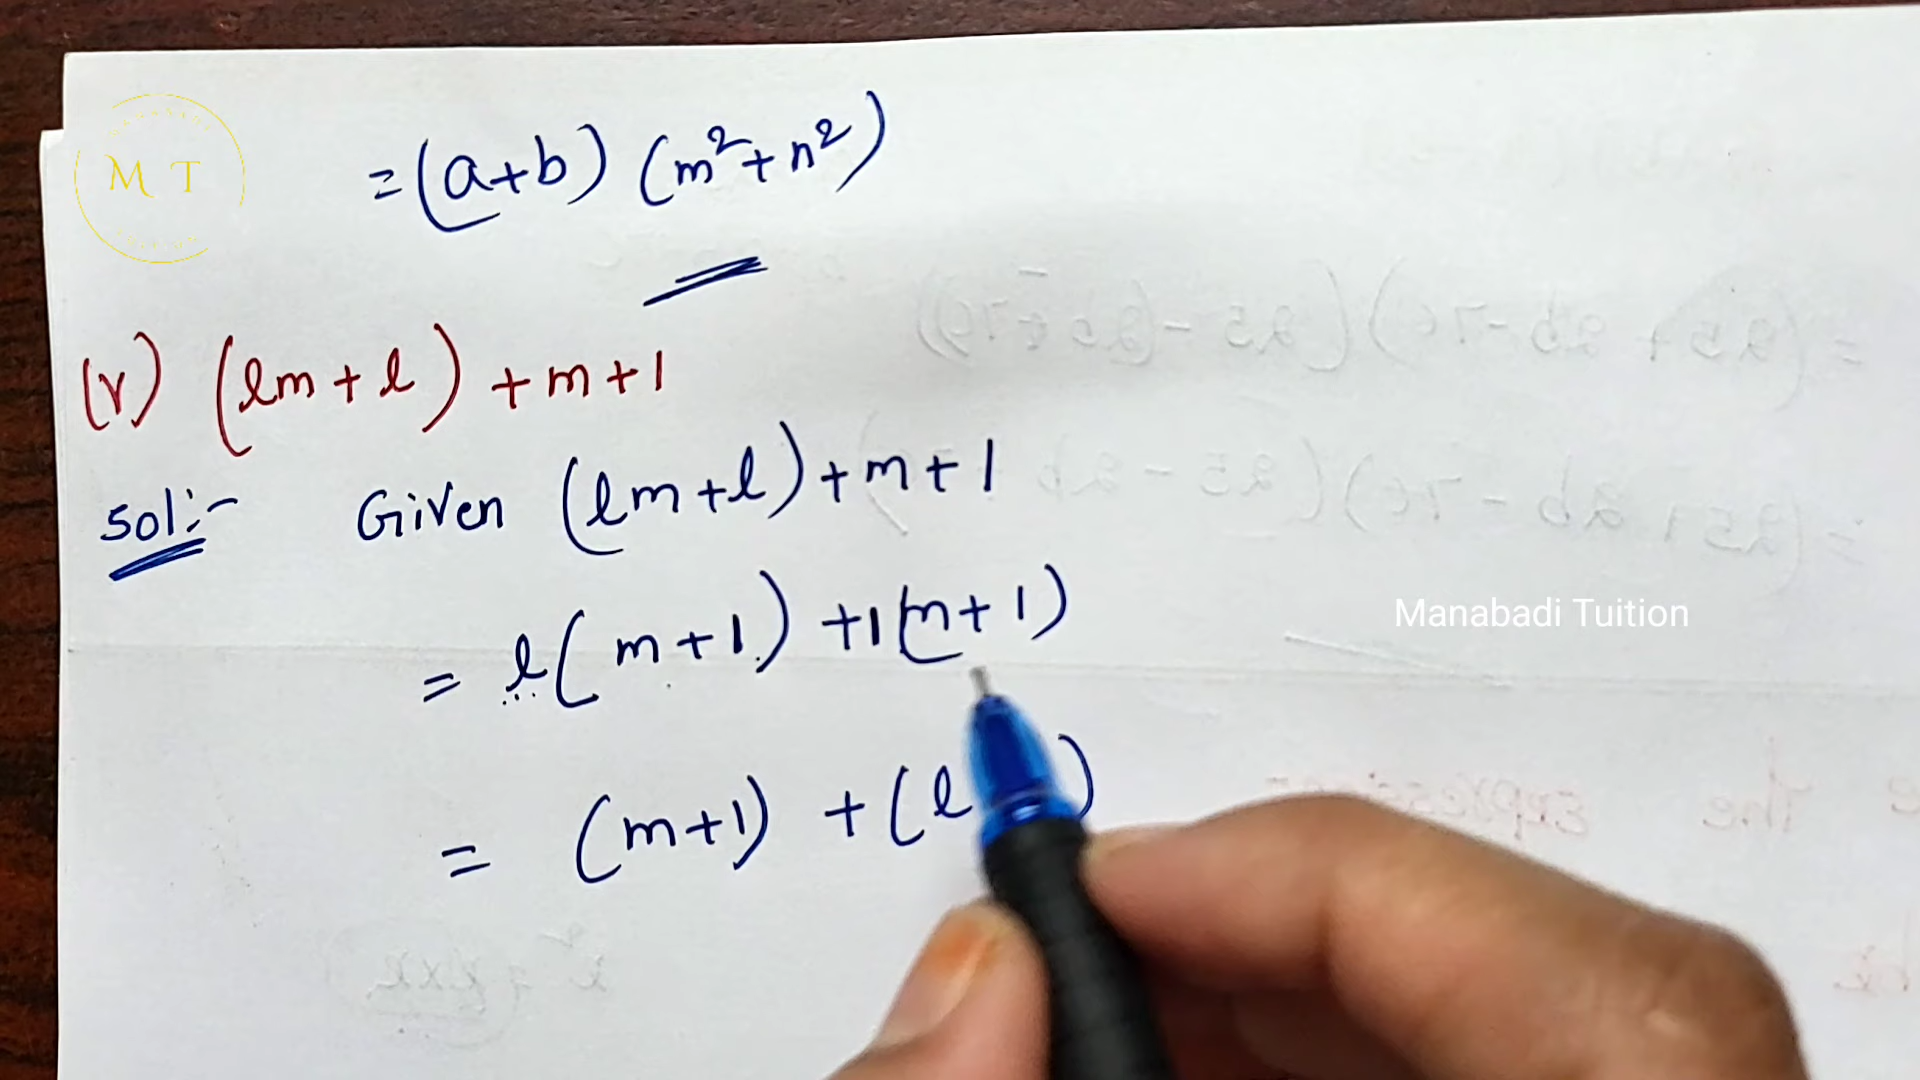 M T
= (a+b) (m²+n²)
(v) (lm+l)+m+1
Sol:- Given (lm+l)+m+1
= l(m+1)+1(m+1)
Manabadi Tuition
= (m+1) + (l )